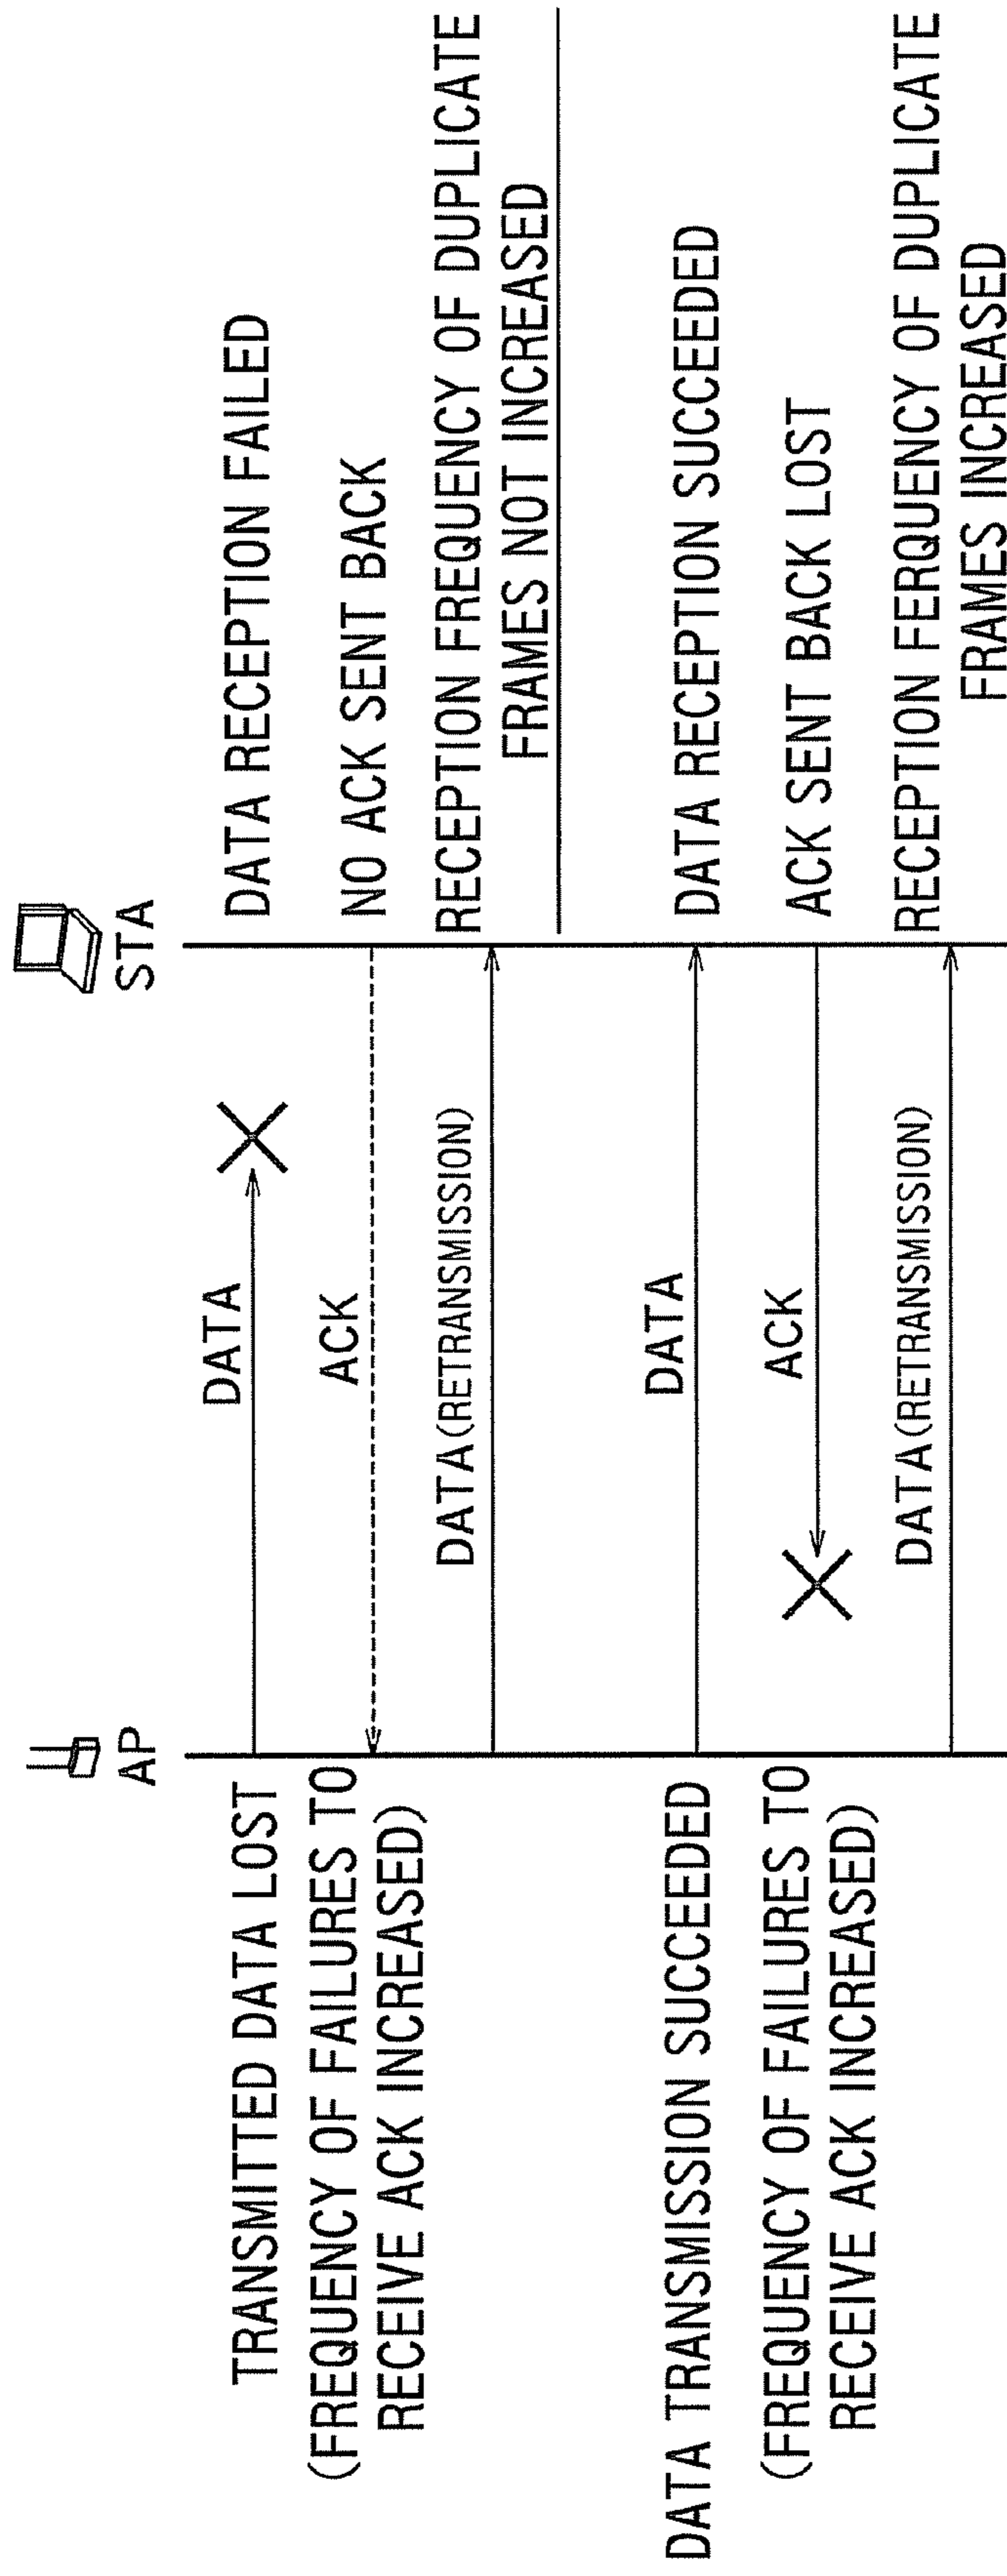 AP
STA
TRANSMITTED DATA LOST
(FREQUENCY OF FAILURES TO
RECEIVE ACK INCREASED)
DATA
ACK
DATA(RETRANSMISSION)
DATA RECEPTION FAILED
NO ACK SENT BACK
RECEPTION FREQUENCY OF DUPLICATE
FRAMES NOT INCREASED
DATA TRANSMISSION SUCCEEDED
(FREQUENCY OF FAILURES TO
RECEIVE ACK INCREASED)
DATA
ACK
DATA(RETRANSMISSION)
DATA RECEPTION SUCCEEDED
ACK SENT BACK LOST
RECEPTION FERQUENCY OF DUPLICATE
FRAMES INCREASED